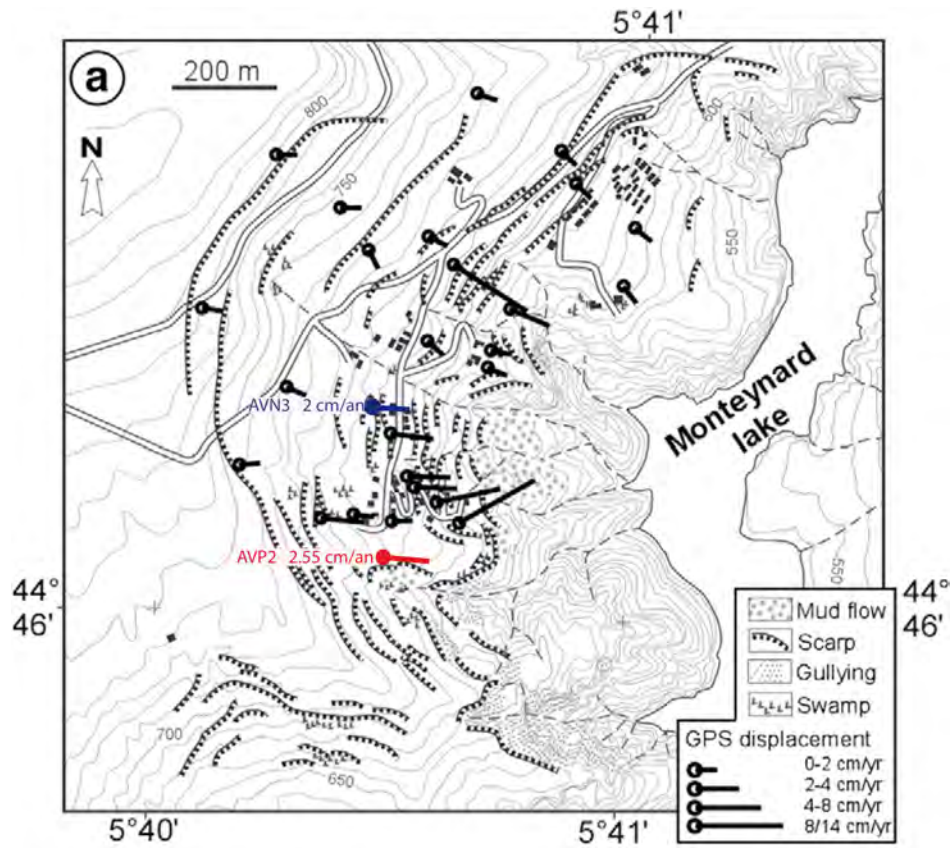 5°41'
a
200 m
N
800
750
600
550
Monteynard
lake
AVN3 2 cm/an
AVP2 2.55 cm/an
44°
46'
44°
46'
550
700
650
Mud flow
Scarp
Gullying
Swamp
GPS displacement
0-2 cm/yr
2-4 cm/yr
4-8 cm/yr
8/14 cm/yr
5°40'
5°41'